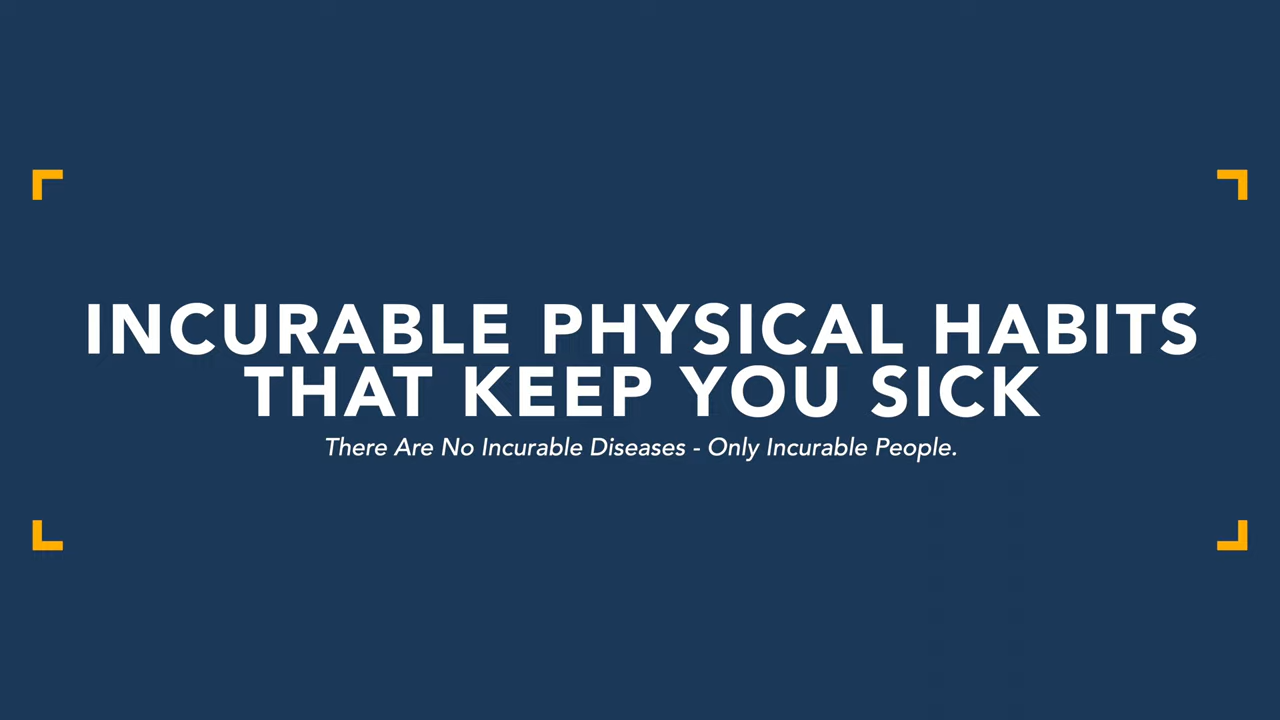 INCURABLE PHYSICAL HABITS
THAT KEEP YOU SICK
There Are No Incurable Diseases - Only Incurable People.